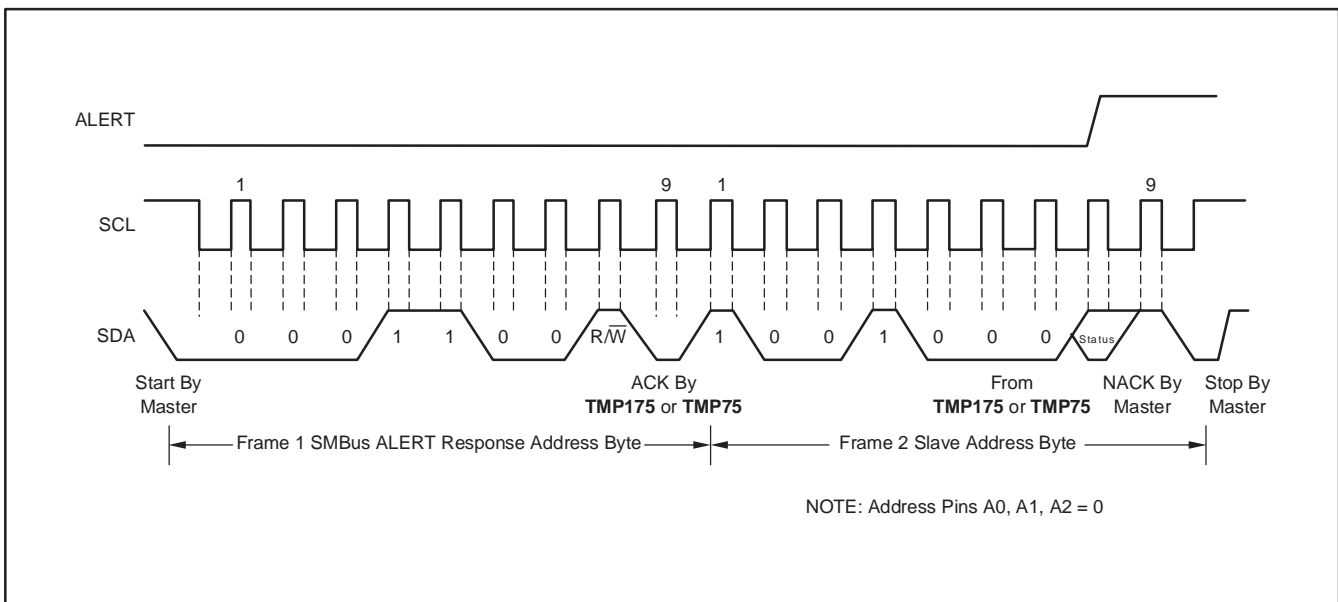 ALERT
1 9 1 9
SCL
SDA 0 0 0 1 1 0 0 R/W̅ 1 0 0 1 0 0 0 Status
Start By
Master
ACK By
TMP175 or TMP75
From
TMP175 or TMP75
NACK By
Master
Stop By
Master
Frame 1 SMBus ALERT Response Address Byte
Frame 2 Slave Address Byte
NOTE: Address Pins A0, A1, A2 = 0